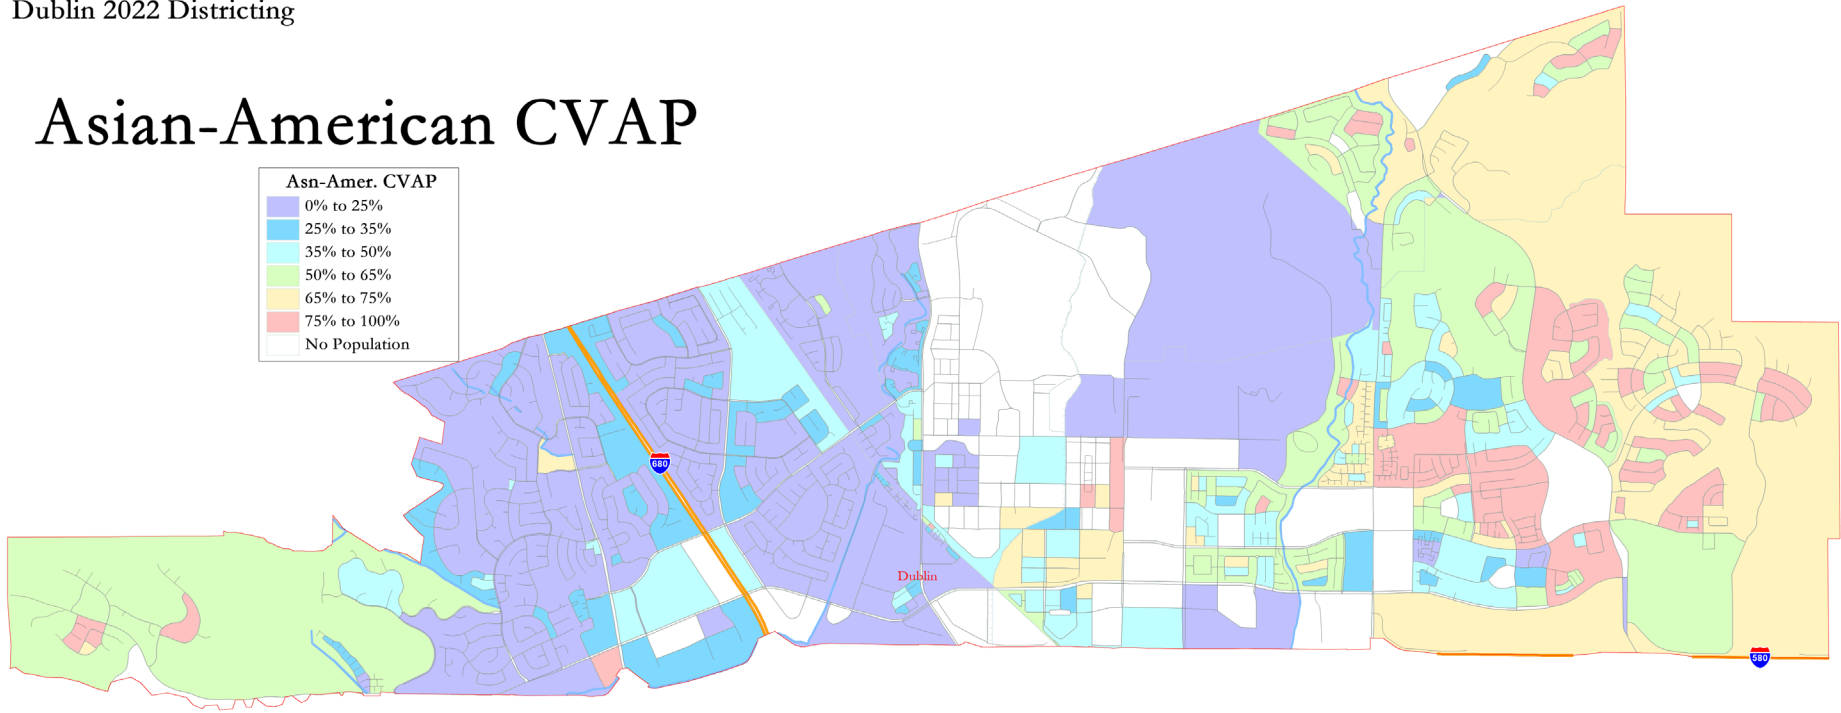 Dublin 2022 Districting
Asian-American CVAP
Asn-Amer. CVAP
0% to 25%
25% to 35%
35% to 50%
50% to 65%
65% to 75%
75% to 100%
No Population
680
Dublin
580